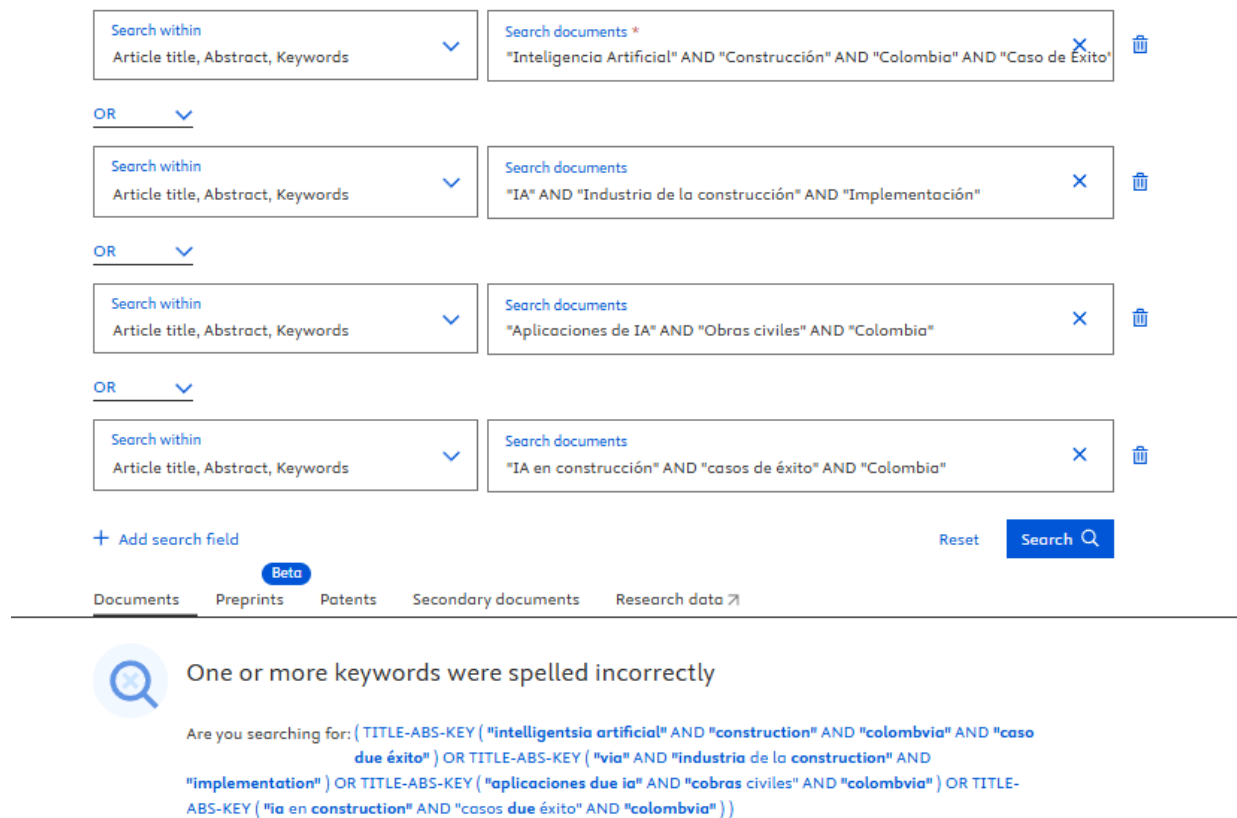 Search within
Article title, Abstract, Keywords
Search documents *
"Inteligencia Artificial" AND "Construcción" AND "Colombia" AND "Caso de Éxito"
OR
Search within
Article title, Abstract, Keywords
Search documents
"IA" AND "Industria de la construcción" AND "Implementación"
OR
Search within
Article title, Abstract, Keywords
Search documents
"Aplicaciones de IA" AND "Obras civiles" AND "Colombia"
OR
Search within
Article title, Abstract, Keywords
Search documents
"IA en construcción" AND "casos de éxito" AND "Colombia"
+ Add search field
Reset
Search
Beta
Documents Preprints Patents Secondary documents Research data
One or more keywords were spelled incorrectly
Are you searching for: ( TITLE-ABS-KEY ( "intelligentsia artificial" AND "construction" AND "colombvia" AND "caso
due éxito" ) OR TITLE-ABS-KEY ( "via" AND "industria de la construction" AND
"implementation" ) OR TITLE-ABS-KEY ( "aplicaciones due ia" AND "cobras civiles" AND "colombvia" ) OR TITLE-
ABS-KEY ( "ia en construction" AND "casos due éxito" AND "colombvia" ) )